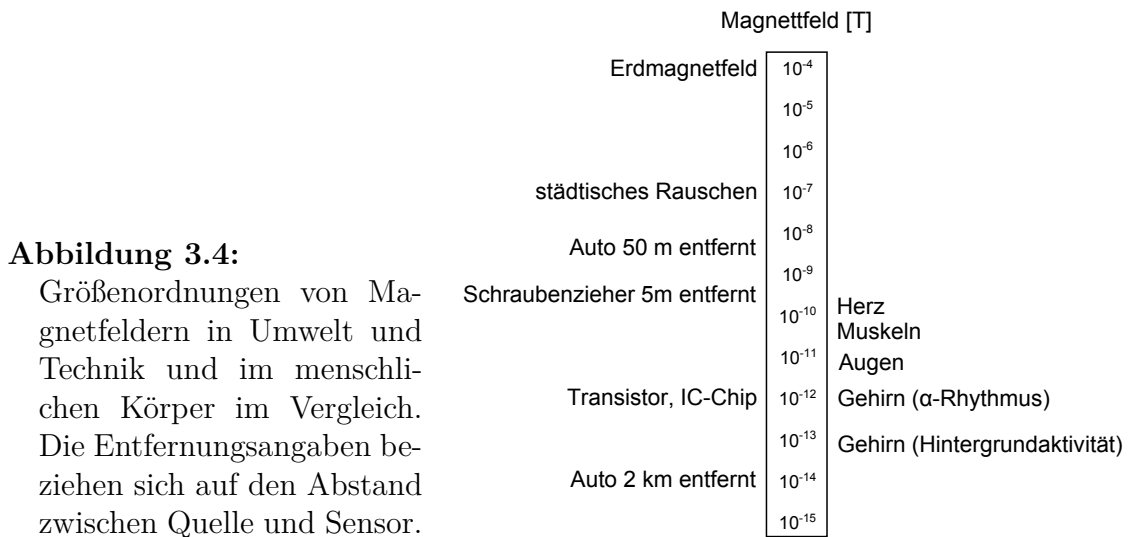 Magnettfeld [T]
Erdmagnetfeld 10⁻⁴
10⁻⁵
10⁻⁶
städtisches Rauschen 10⁻⁷
10⁻⁸
Auto 50 m entfernt
10⁻⁹
Schraubenzieher 5m entfernt
10⁻¹⁰ Herz
Muskeln
10⁻¹¹ Augen
Transistor, IC-Chip 10⁻¹² Gehirn (α-Rhythmus)
10⁻¹³ Gehirn (Hintergrundaktivität)
Auto 2 km entfernt 10⁻¹⁴
10⁻¹⁵
Abbildung 3.4:
Größenordnungen von Ma-
gnetfeldern in Umwelt und
Technik und im menschli-
chen Körper im Vergleich.
Die Entfernungsangaben be-
ziehen sich auf den Abstand
zwischen Quelle und Sensor.